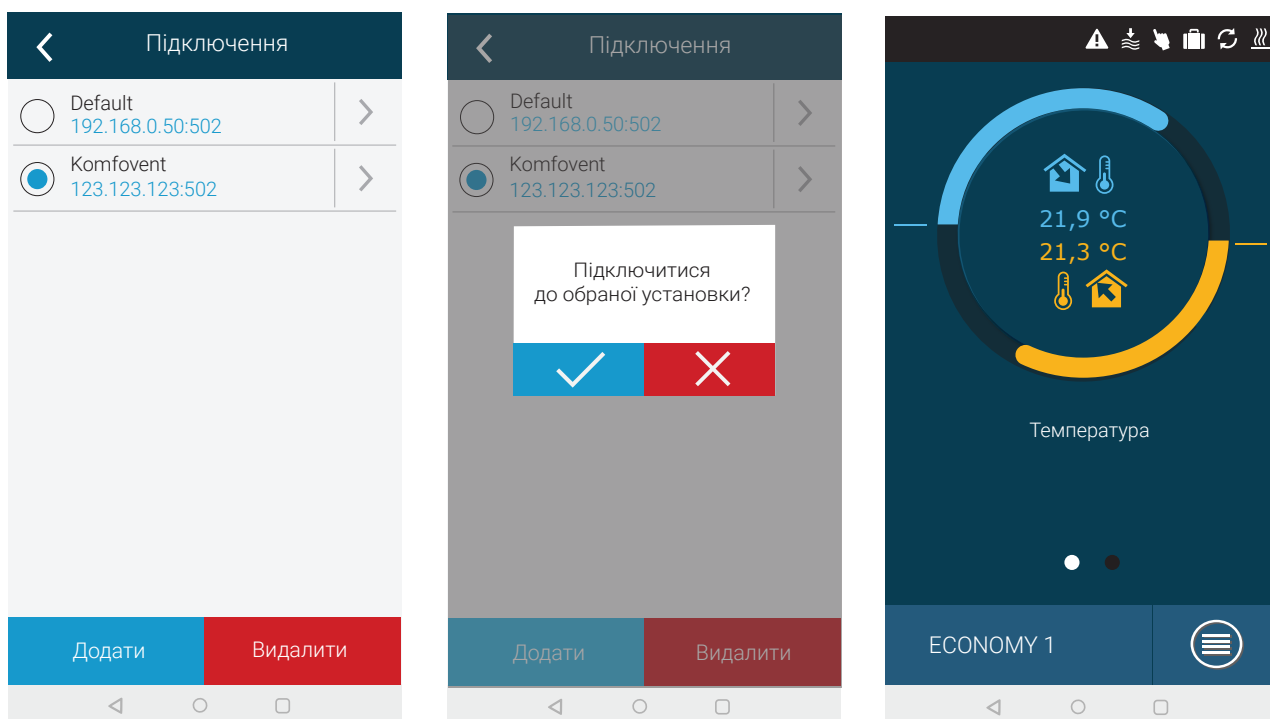 Підключення
Default
192.168.0.50:502
Komfovent
123.123.123:502
Додати
Видалити
Підключення
Default
192.168.0.50:502
Komfovent
123.123.123:502
Підключитися
до обраної установки?
Додати
Видалити
21,9 °C
21,3 °C
Температура
ECONOMY 1